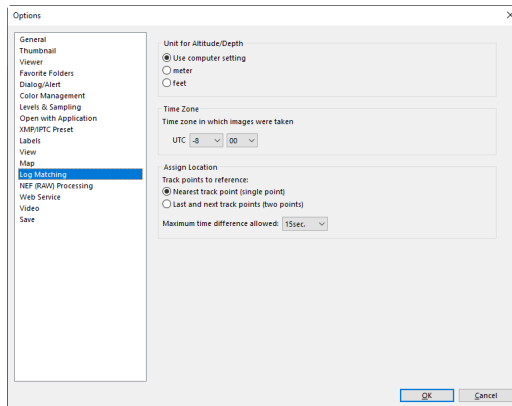 Options
General
Thumbnail
Viewer
Favorite Folders
Dialog/Alert
Color Management
Levels & Sampling
Open with Application
XMP/IPTC Preset
Labels
View
Map
Log Matching
NEF (RAW) Processing
Web Service
Video
Save
Unit for Altitude/Depth
Use computer setting
meter
feet
Time Zone
Time zone in which images were taken
UTC -8 00
Assign Location
Track points to reference:
Nearest track point (single point)
Last and next track points (two points)
Maximum time difference allowed: 15sec.
OK Cancel